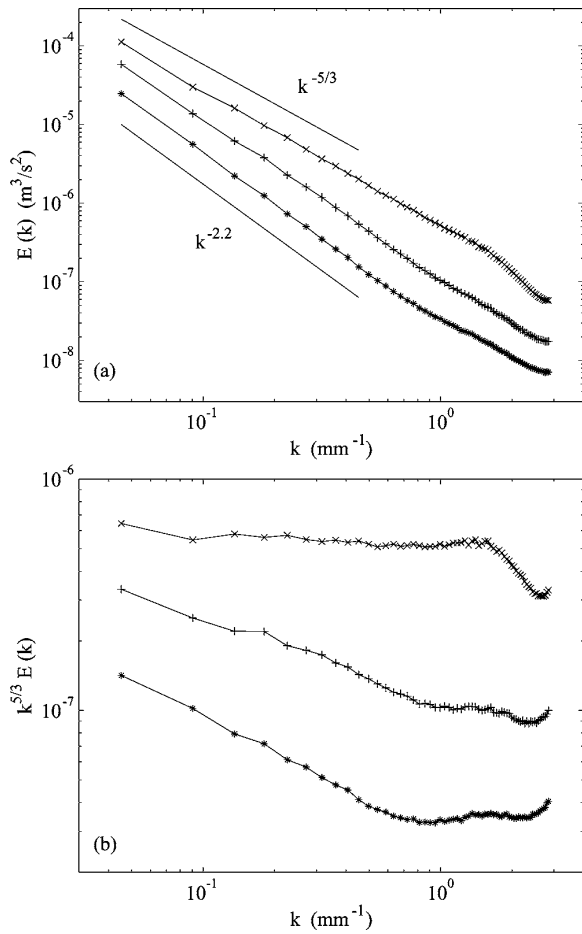 10^{-4}
k^{-5/3}
10^{-5}
E (k) (m^3/s^2)
10^{-6}
k^{-2.2}
10^{-7}
10^{-8}
(a)
10^{-1}
10^0
k (mm^{-1})
10^{-6}
k^{5/3} E (k)
10^{-7}
(b)
10^{-1}
10^0
k (mm^{-1})